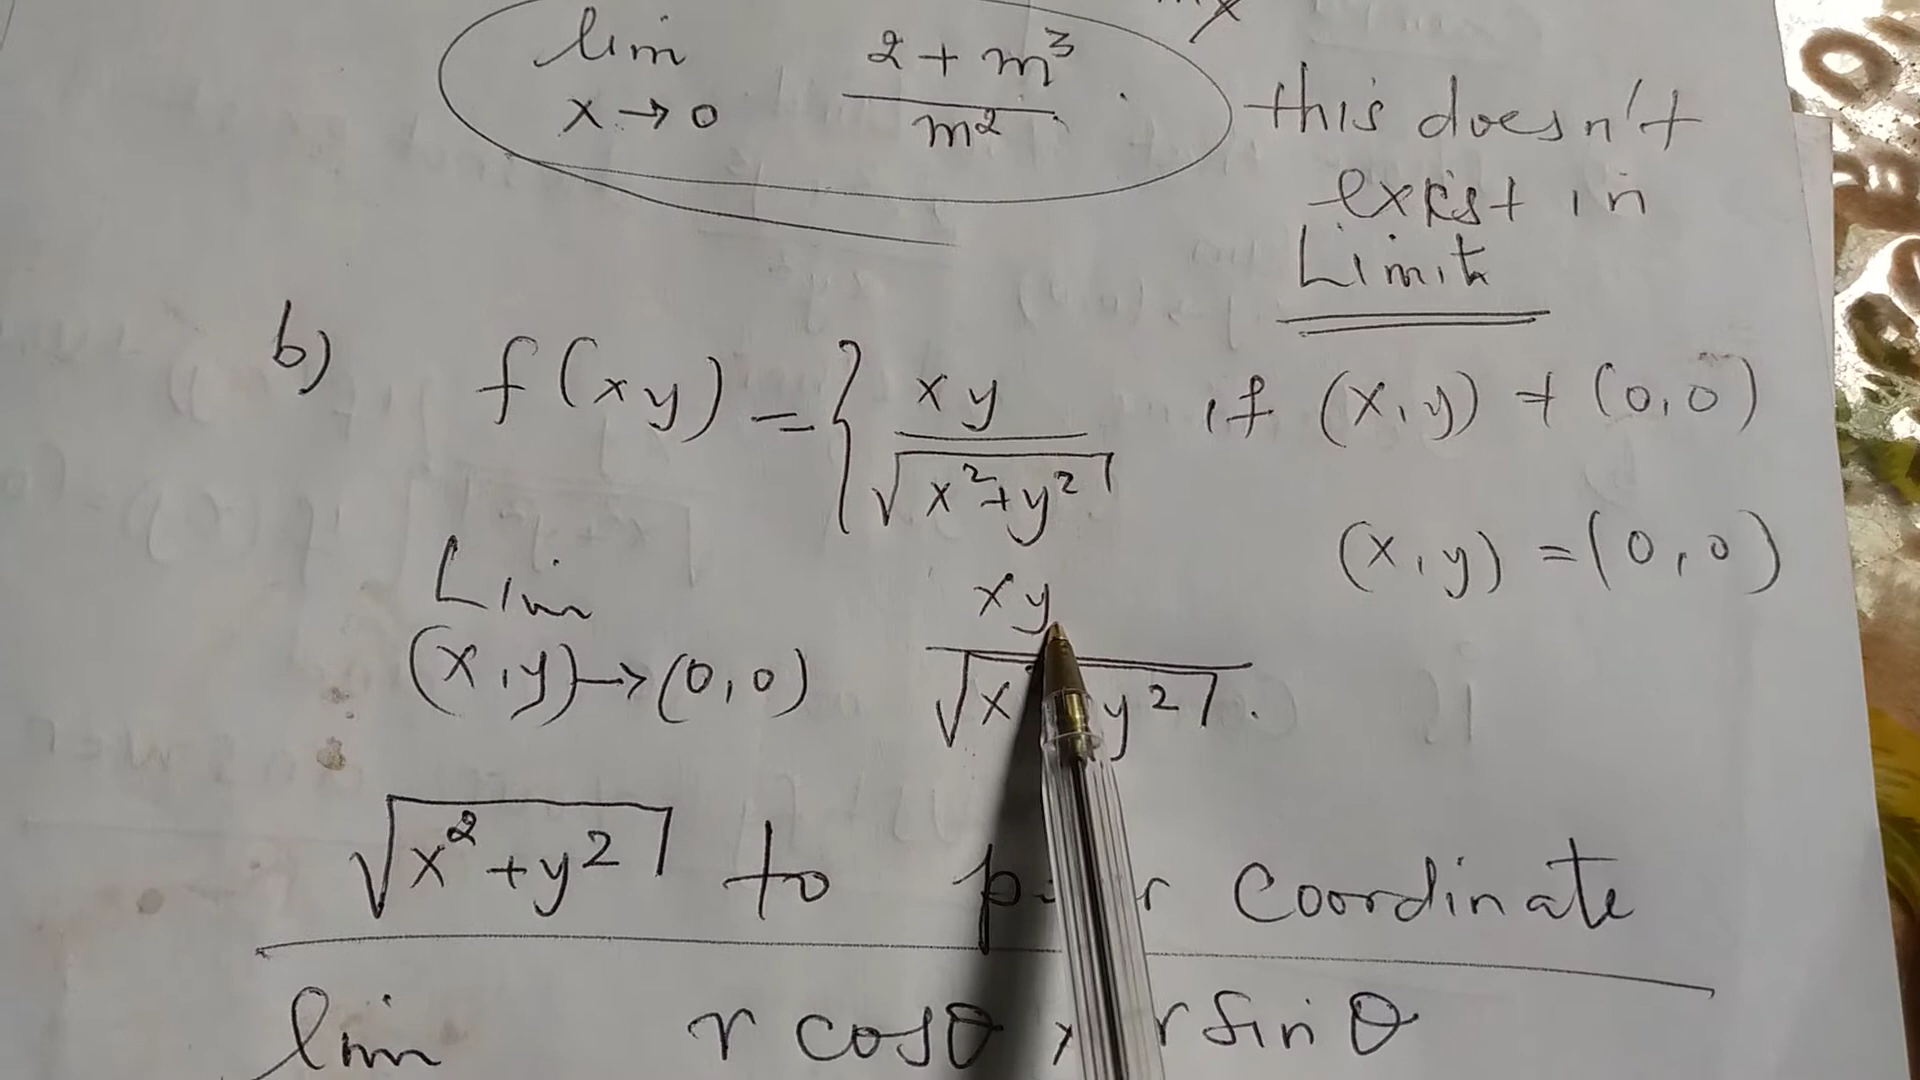 lim 2 + m³
x → 0 m² . this doesn't
exist in
Limit
b) f(xy) = { xy if (x,y) ≠ (0,0)
√x²+y²
(x,y) = (0,0)
Lim xy
(x,y) → (0,0) √x y² .
√x²+y² to coordinate
lim r cosθ r sin θ